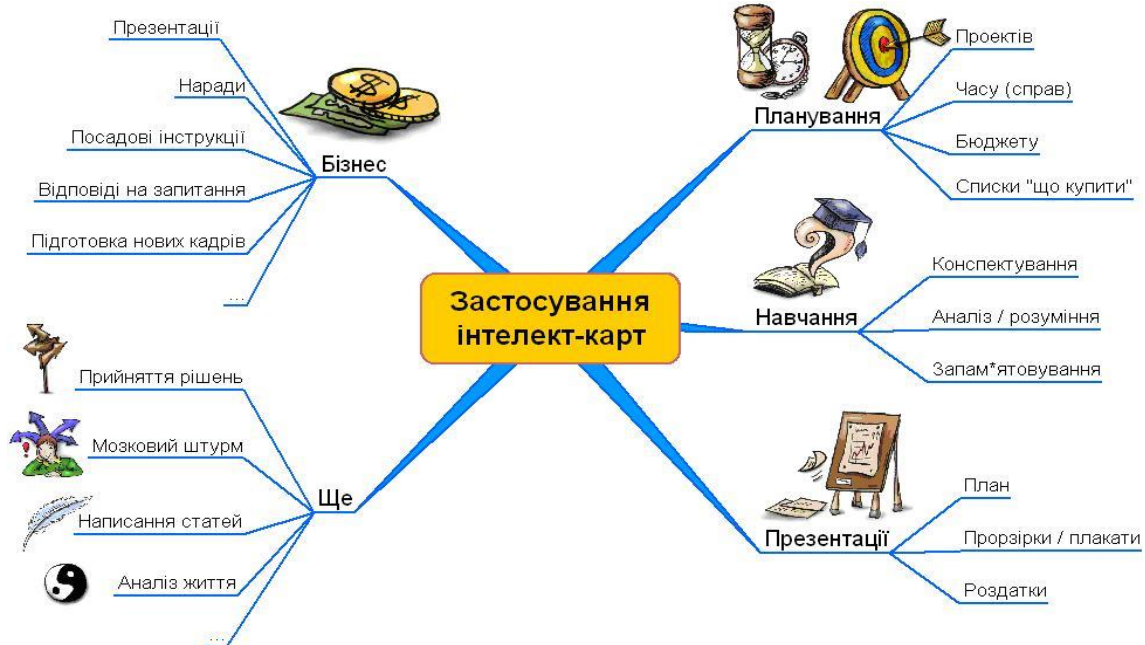 Застосування
інтелект-карт
Планування
Проектів
Часу (справ)
Бюджету
Списки "що купити"
Навчання
Конспектування
Аналіз / розуміння
Запам*ятовування
Презентації
План
Прорзірки / плакати
Роздатки
Бізнес
Презентації
Наради
Посадові інструкції
Відповіді на запитання
Підготовка нових кадрів
...
Ще
Прийняття рішень
Мозковий штурм
Написання статей
Аналіз життя
...